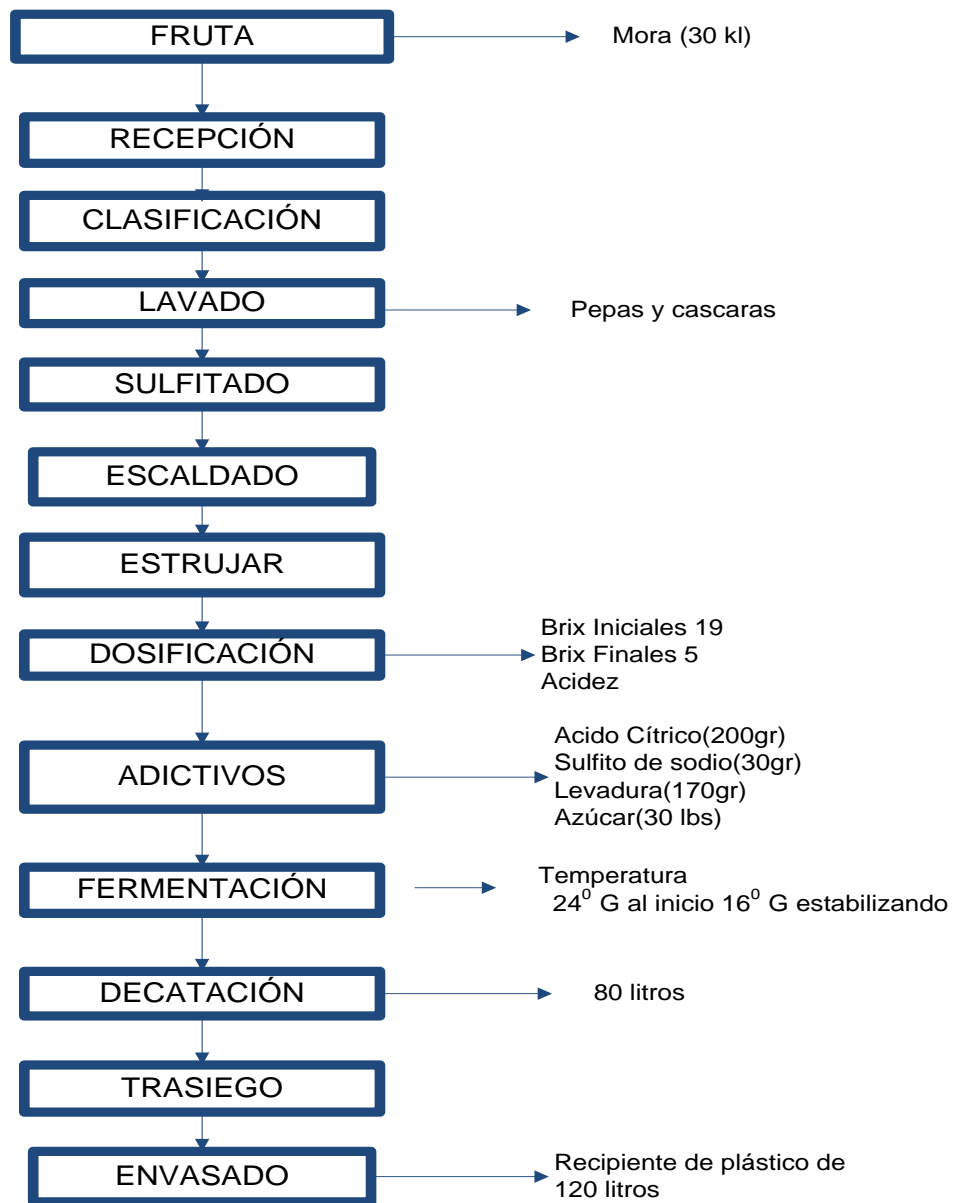 FRUTA
Mora (30 kl)
RECEPCIÓN
CLASIFICACIÓN
LAVADO
Pepas y cascaras
SULFITADO
ESCALDADO
ESTRUJAR
DOSIFICACIÓN
Brix Iniciales 19
Brix Finales 5
Acidez
ADICTIVOS
Acido Cítrico(200gr)
Sulfito de sodio(30gr)
Levadura(170gr)
Azúcar(30 lbs)
FERMENTACIÓN
Temperatura
24⁰ G al inicio 16⁰ G estabilizando
DECATACIÓN
80 litros
TRASIEGO
ENVASADO
Recipiente de plástico de
120 litros